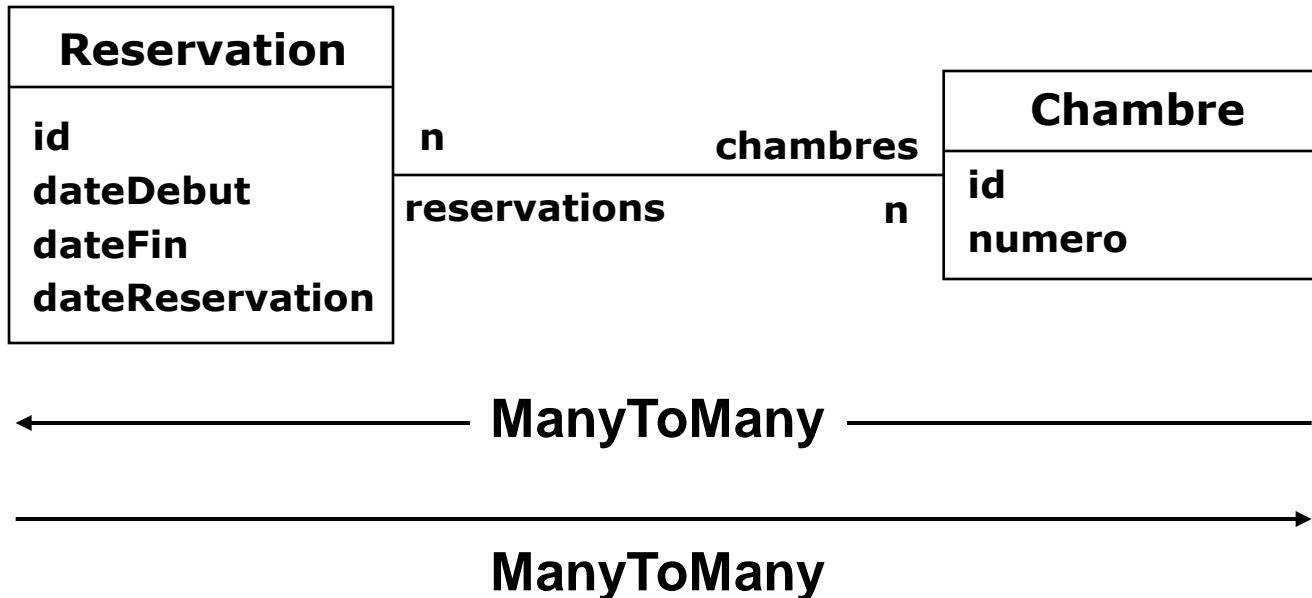 Reservation
id
dateDebut
dateFin
dateReservation
n
reservations
chambres
n
Chambre
id
numero
ManyToMany
ManyToMany